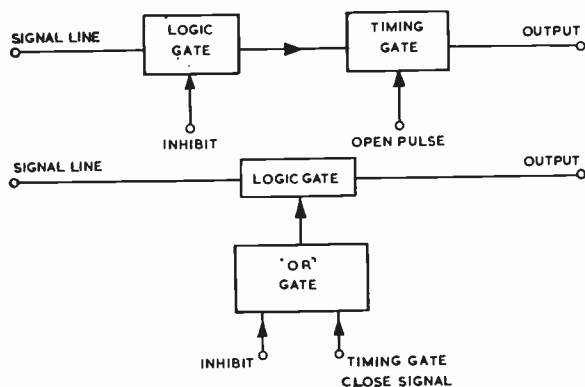 SIGNAL LINE
LOGIC
GATE
TIMING
GATE
OUTPUT
INHIBIT
OPEN PULSE
SIGNAL LINE
LOGIC GATE
OUTPUT
"OR"
GATE
INHIBIT
TIMING GATE
CLOSE SIGNAL